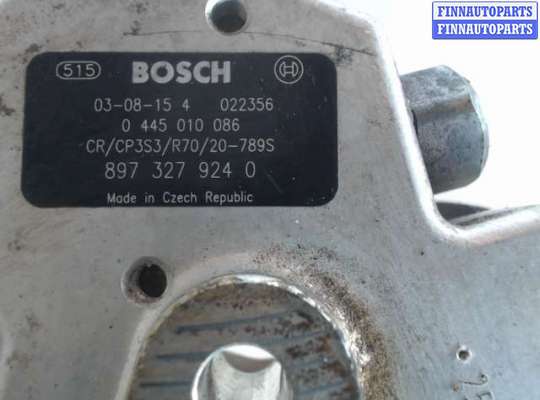 FINNAUTOPARTS
FINNAUTOPARTS
515 BOSCH
03-08-15 4 022356
0 445 010 086
CR/CP3S3/R70/20-789S
897 327 924 0
Made in Czech Republic